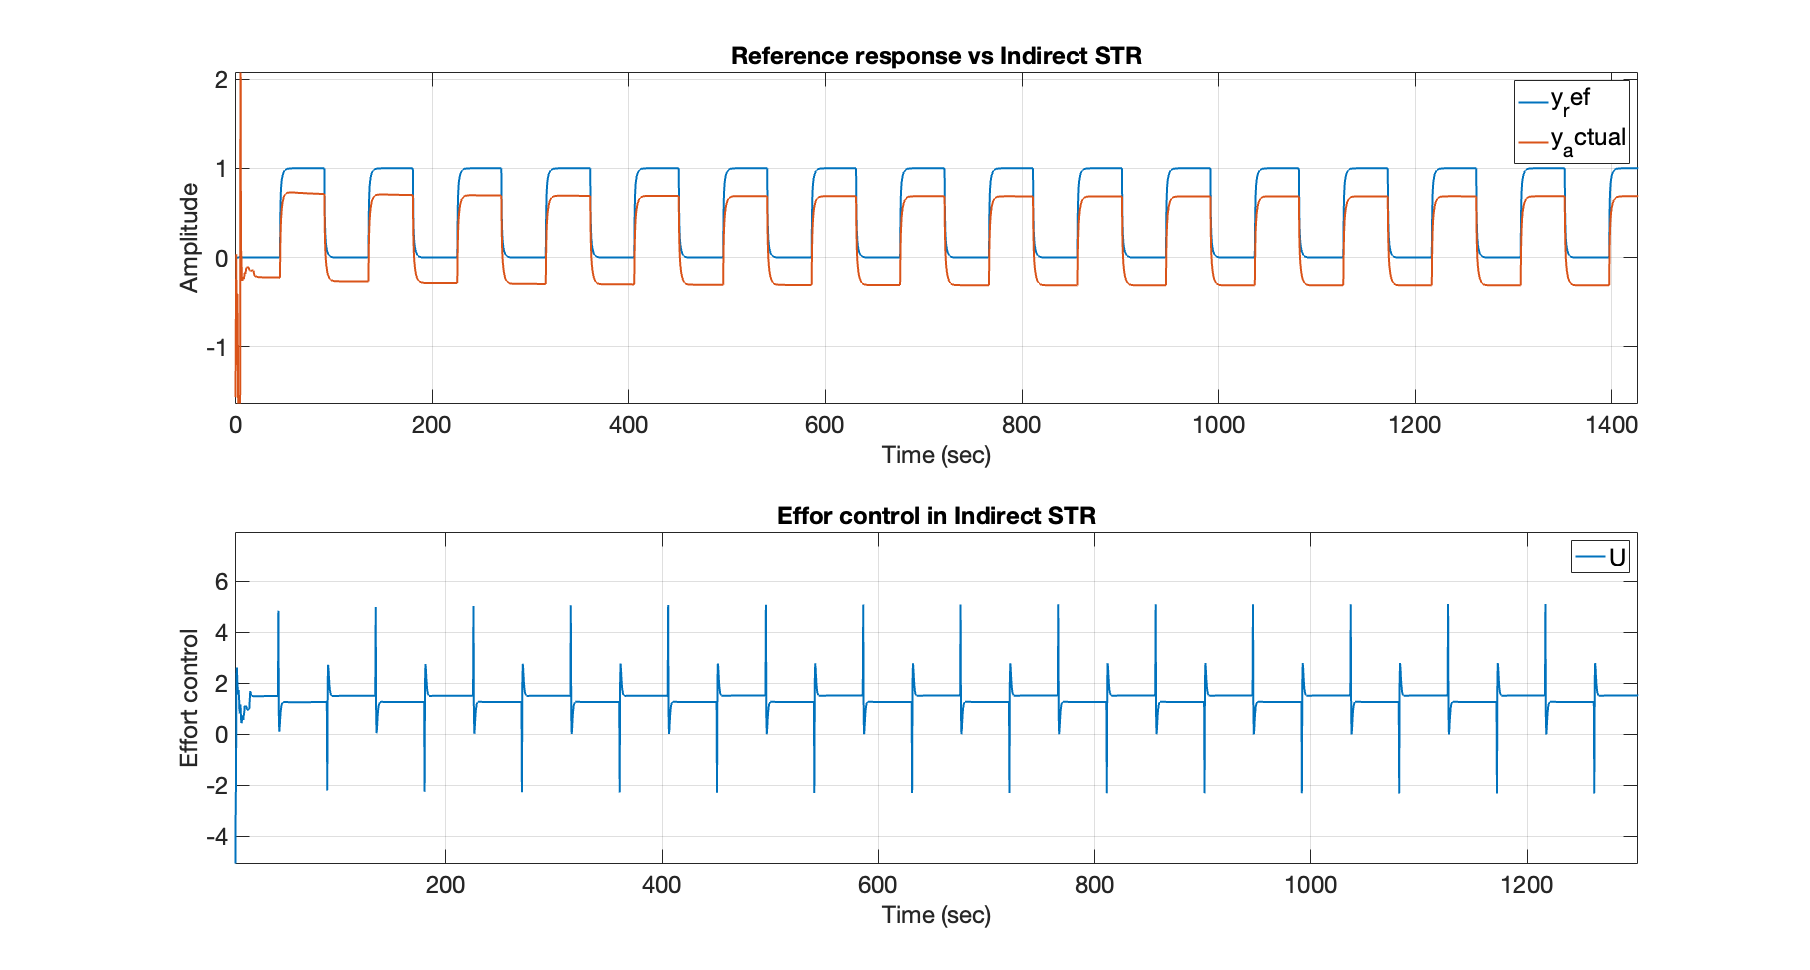 Reference response vs Indirect STR
2
1
0
-1
Amplitude
y_ref
y_actual
0 200 400 600 800 1000 1200 1400
Time (sec)
Effor control in Indirect STR
6
4
2
0
-2
-4
Effort control
U
200 400 600 800 1000 1200
Time (sec)